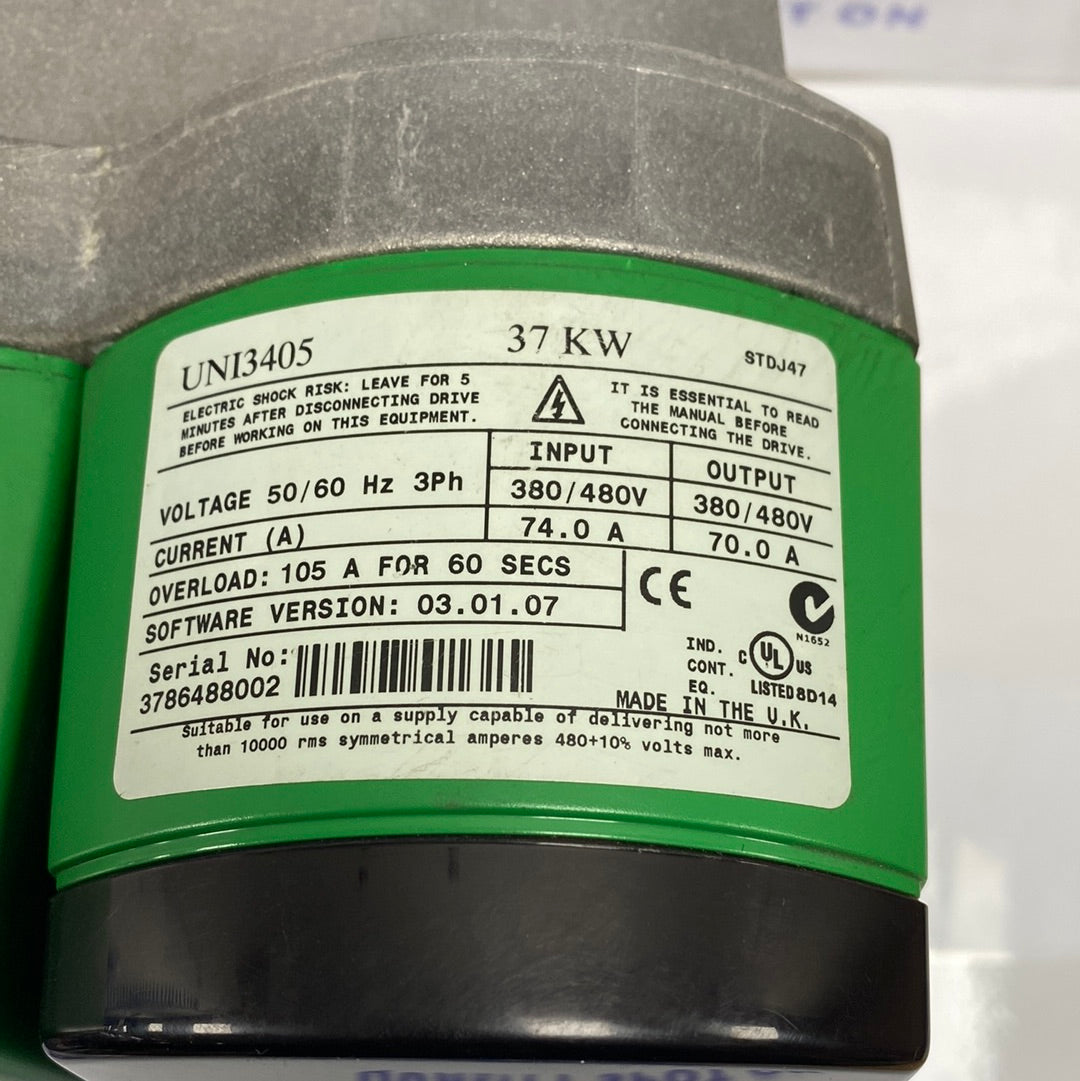 TON
UNI3405 37 KW STDJ47
ELECTRIC SHOCK RISK: LEAVE FOR 5
MINUTES AFTER DISCONNECTING DRIVE
BEFORE WORKING ON THIS EQUIPMENT.
IT IS ESSENTIAL TO READ
THE MANUAL BEFORE
CONNECTING THE DRIVE.
INPUT OUTPUT
VOLTAGE 50/60 Hz 3Ph 380/480V 380/480V
CURRENT (A) 74.0 A 70.0 A
OVERLOAD: 105 A FOR 60 SECS
SOFTWARE VERSION: 03.01.07
CE
N1652
Serial No:
3786488002
IND.
CONT.
EQ.
C UL US
LISTED 8D14
MADE IN THE U.K.
Suitable for use on a supply capable of delivering not more
than 10000 rms symmetrical amperes 480+10% volts max.